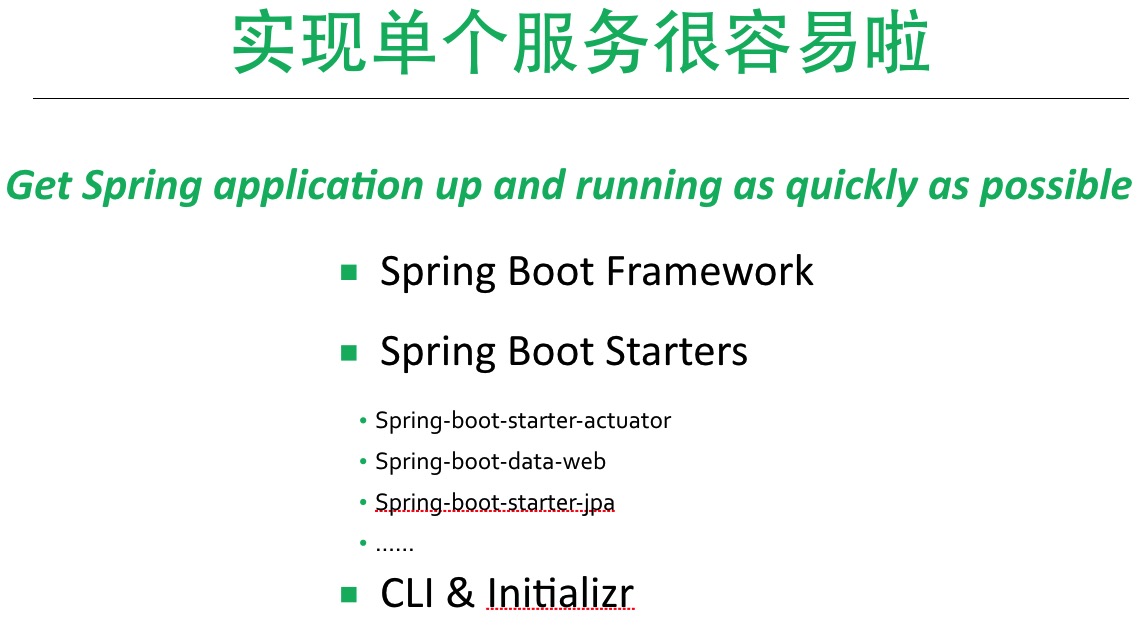 实现单个服务很容易啦
Get Spring application up and running as quickly as possible
Spring Boot Framework
Spring Boot Starters
Spring-boot-starter-actuator
Spring-boot-data-web
Spring-boot-starter-jpa
......
CLI & Initializr